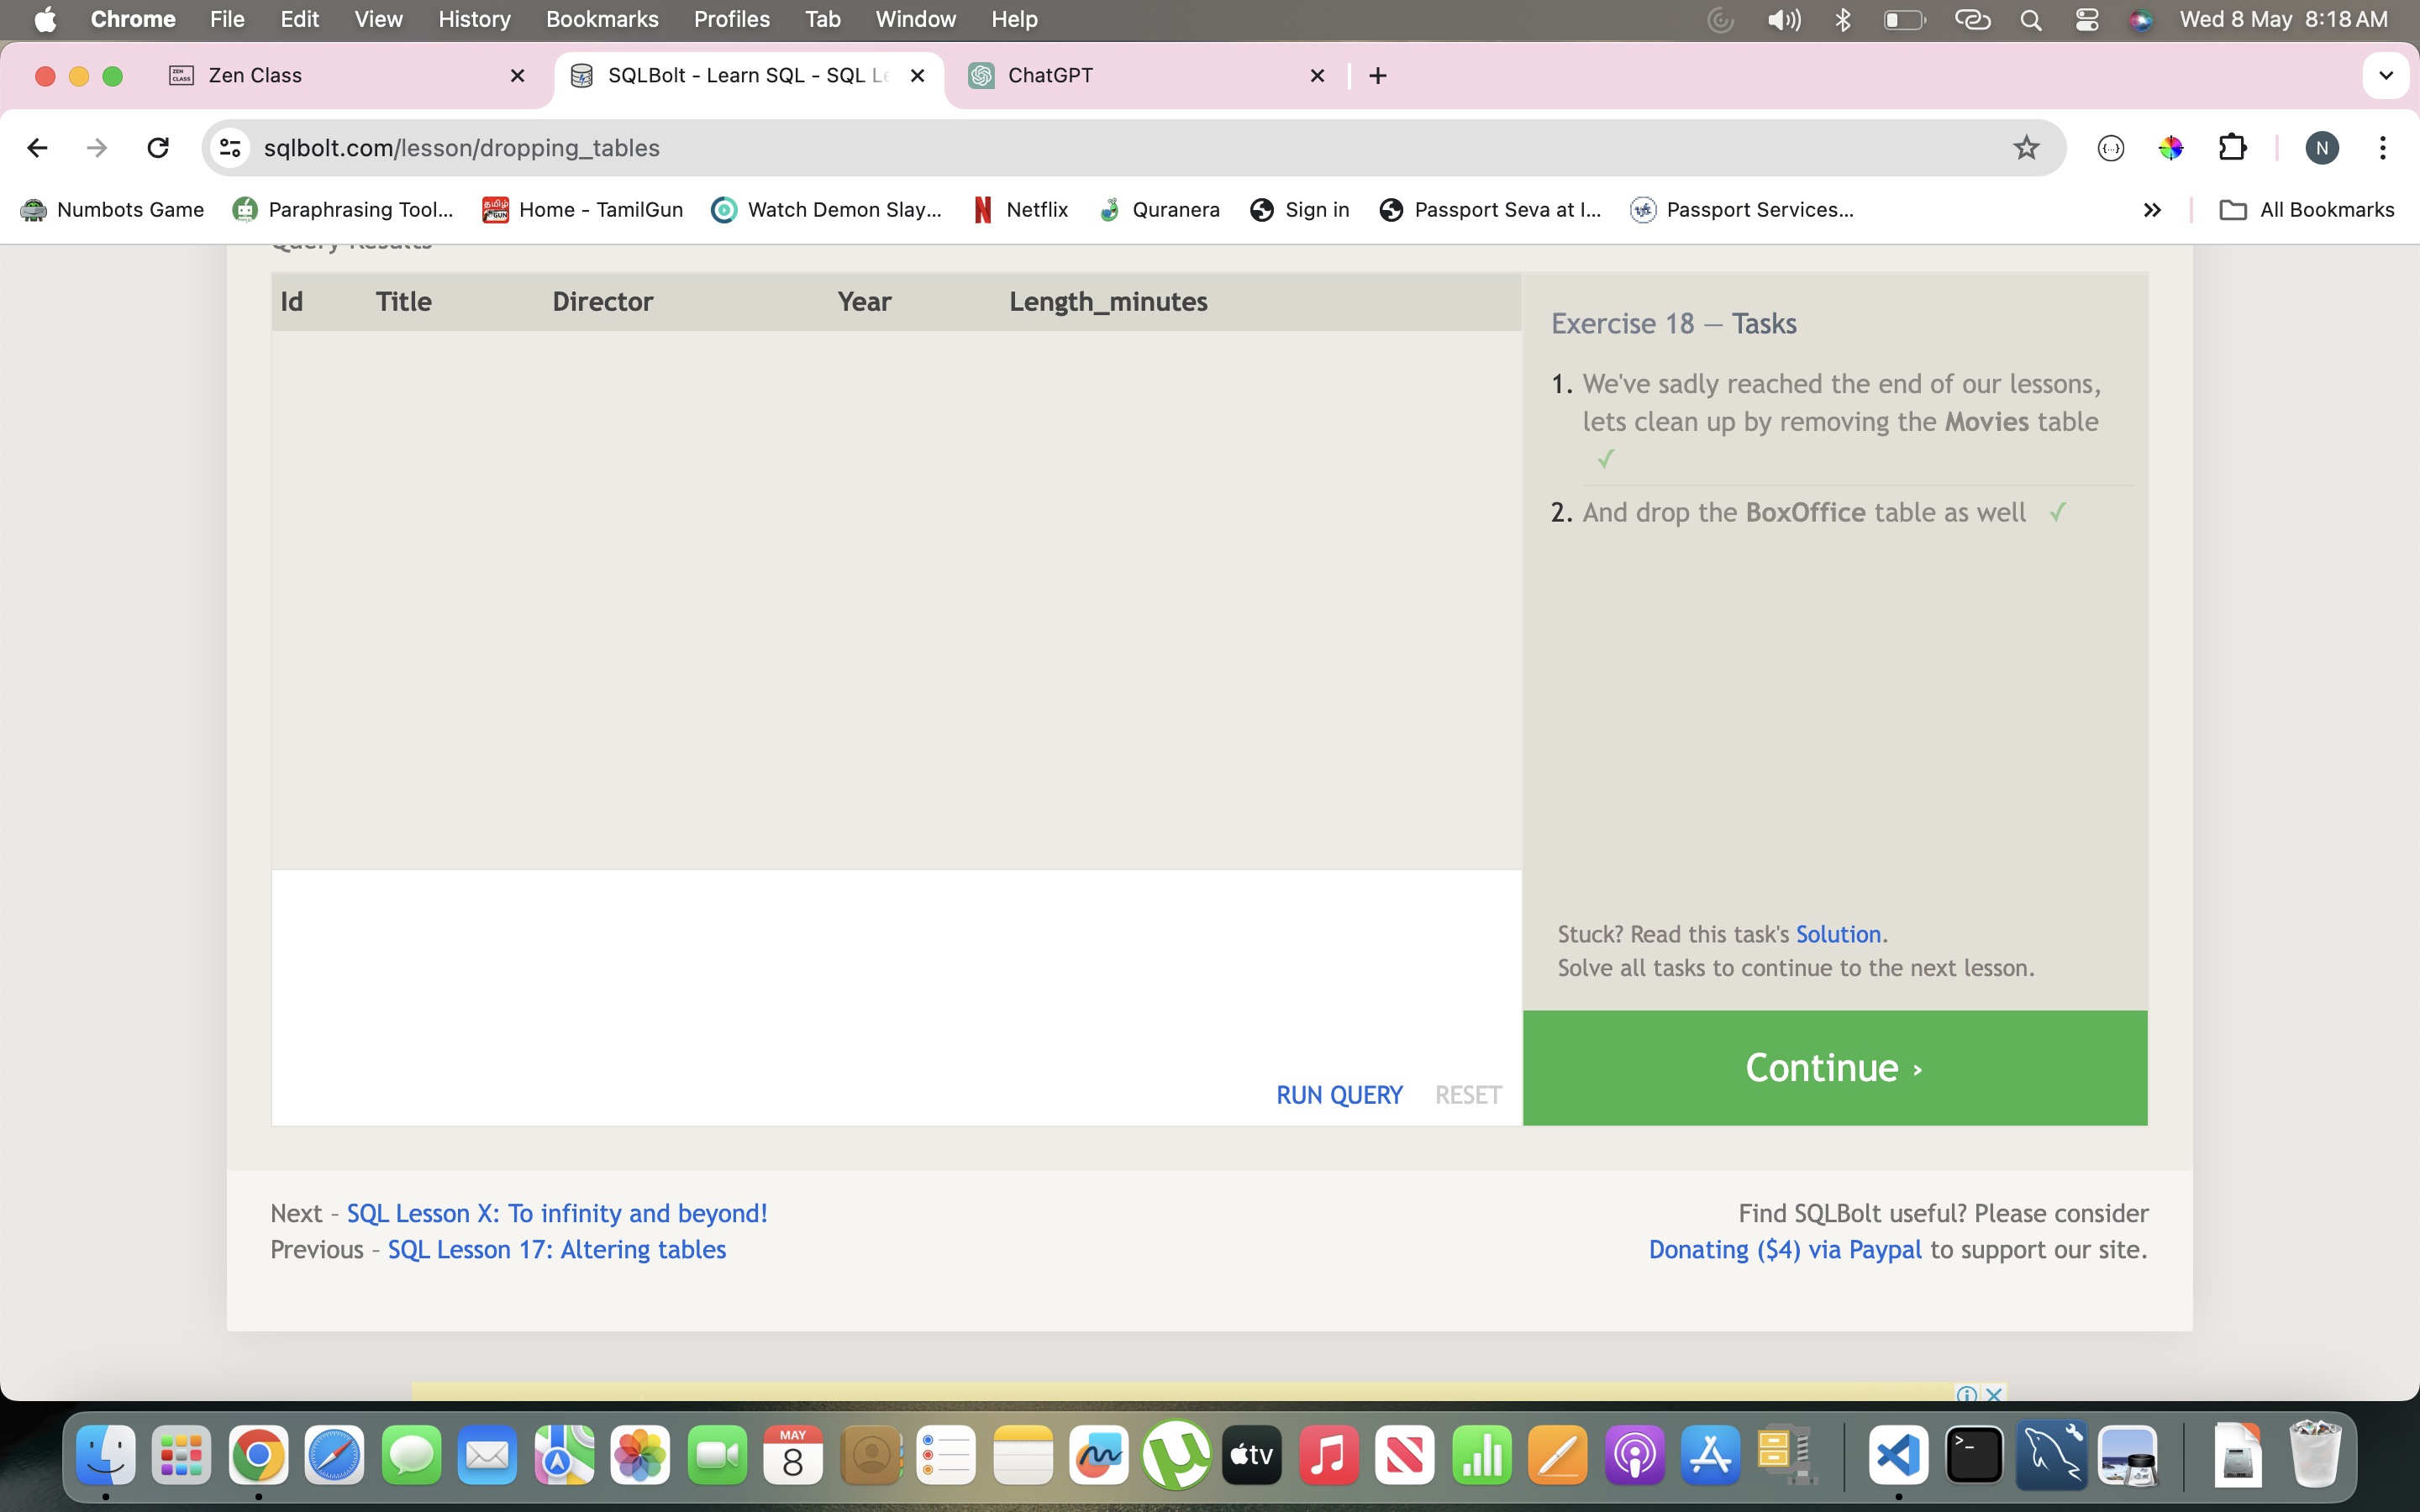 Chrome File Edit View History Bookmarks Profiles Tab Window Help Wed 8 May 8:18 AM
ZEN CLASS Zen Class SQLBolt - Learn SQL - SQL Le ChatGPT
sqlbolt.com/lesson/dropping_tables N
Numbots Game Paraphrasing Tool... Home - TamilGun Watch Demon Slay... Netflix Quranera Sign in Passport Seva at I... Passport Services... All Bookmarks
Query Results
Id Title Director Year Length_minutes
Exercise 18 — Tasks
1. We've sadly reached the end of our lessons,
lets clean up by removing the Movies table
✓
2. And drop the BoxOffice table as well ✓
Stuck? Read this task's Solution.
Solve all tasks to continue to the next lesson.
RUN QUERY RESET
Continue ›
Next – SQL Lesson X: To infinity and beyond!
Previous – SQL Lesson 17: Altering tables
Find SQLBolt useful? Please consider
Donating ($4) via Paypal to support our site.
MAY
8
tv